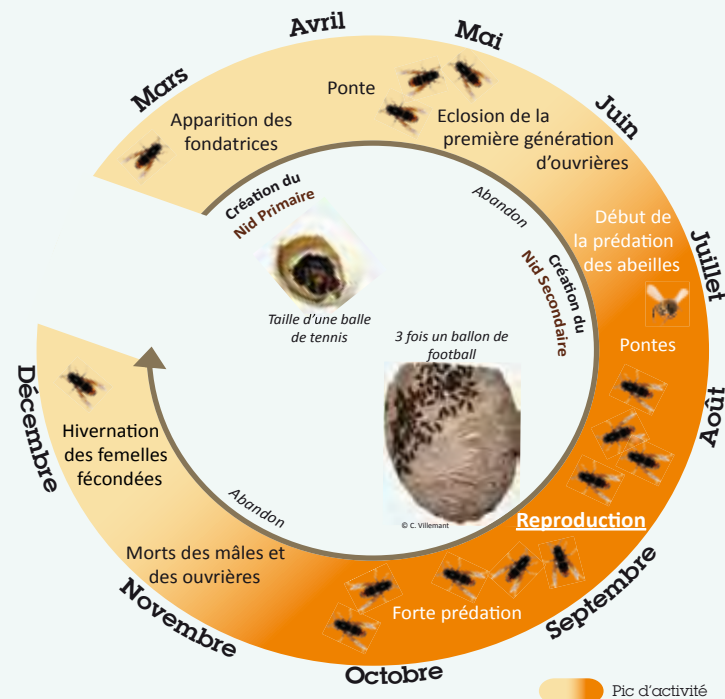 Mars
Avril
Mai
Juin
Juillet
Août
Septembre
Octobre
Novembre
Décembre
Apparition des
fondatrices
Ponte
Eclosion de la
première génération
d'ouvrières
Début de
la prédation
des abeilles
Pontes
Reproduction
Forte prédation
Morts des mâles et
des ouvrières
Hivernation
des femelles
fécondées
Création du
Nid Primaire
Abandon
Création du
Nid Secondaire
Abandon
Taille d'une balle
de tennis
3 fois un ballon de
football
© C. Villemant
Pic d'activité